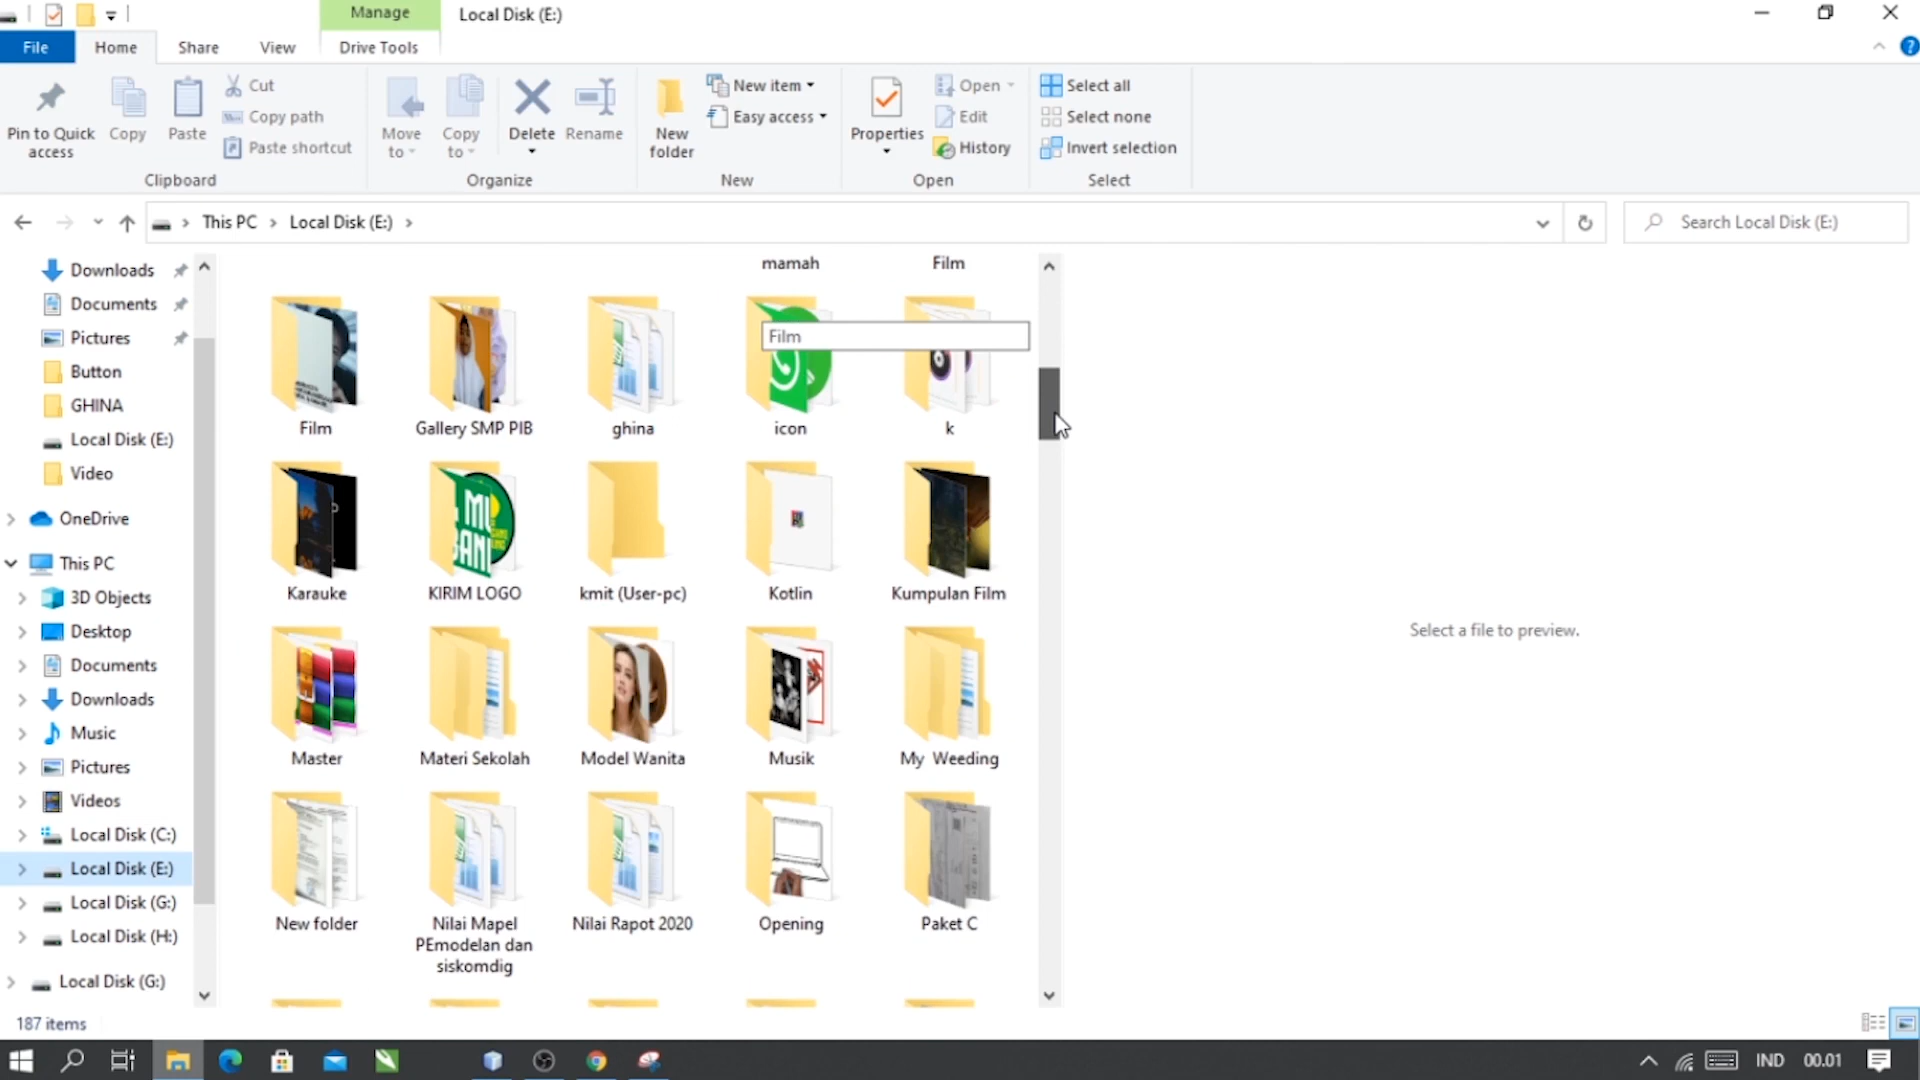 Manage
Local Disk (E:)
File
Home
Share
View
Drive Tools
Pin to Quick
access
Copy
Paste
Cut
Copy path
Paste shortcut
Clipboard
Move
to
Copy
to
Delete
Rename
Organize
New
folder
New item
Easy access
New
Properties
Open
Edit
History
Open
Select all
Select none
Invert selection
Select
This PC
Local Disk (E:)
Search Local Disk (E:)
Downloads
Documents
Pictures
Button
GHINA
Local Disk (E:)
Video
OneDrive
This PC
3D Objects
Desktop
Documents
Downloads
Music
Pictures
Videos
Local Disk (C:)
Local Disk (E:)
Local Disk (G:)
Local Disk (H:)
Local Disk (G:)
mamah
Film
Film
Film
Gallery SMP PIB
ghina
icon
k
Karauke
KIRIM LOGO
kmit (User-pc)
Kotlin
Kumpulan Film
Master
Materi Sekolah
Model Wanita
Musik
My  Weeding
New folder
Nilai Mapel
PEmodelan dan
siskomdig
Nilai Rapot 2020
Opening
Paket C
Select a file to preview.
187 items
IND
00.01